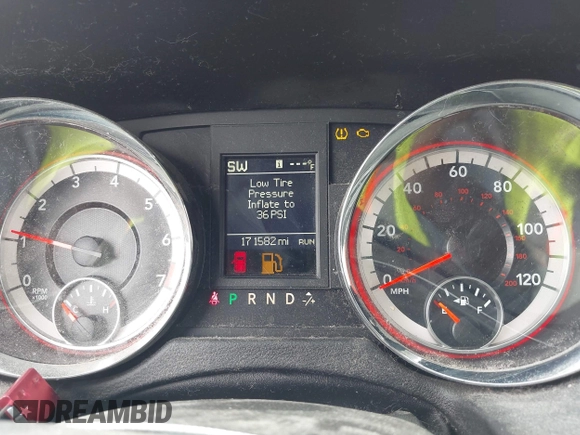 SW i ---°F
Low Tire
Pressure
Inflate to
36 PSI
171582 mi RUN
P R N D
0 1 2 3 4 5 6 7
RPM
x1000
H
0 20 40 60 80 100 120
MPH
E F
DREAMBID